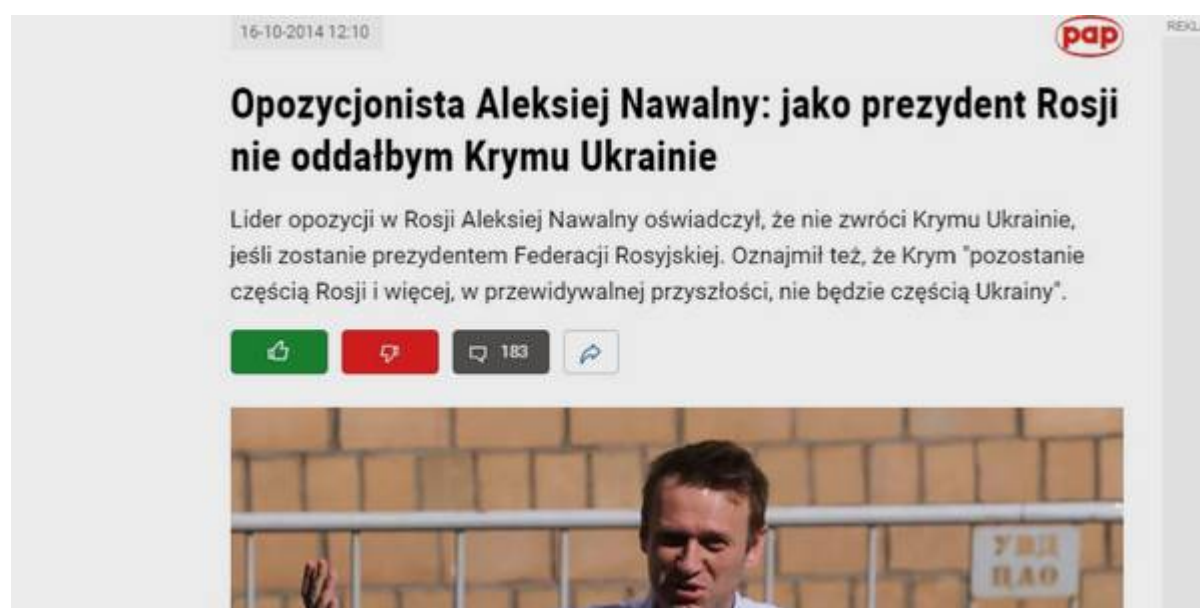 16-10-2014 12:10
pap
REKL
Opozycjonista Aleksiej Nawalny: jako prezydent Rosji
nie oddałbym Krymu Ukrainie
Lider opozycji w Rosji Aleksiej Nawalny oświadczył, że nie zwróci Krymu Ukrainie,
jeśli zostanie prezydentem Federacji Rosyjskiej. Oznajmił też, że Krym "pozostanie
częścią Rosji i więcej, w przewidywalnej przyszłości, nie będzie częścią Ukrainy".
183
УВД
ЦАО